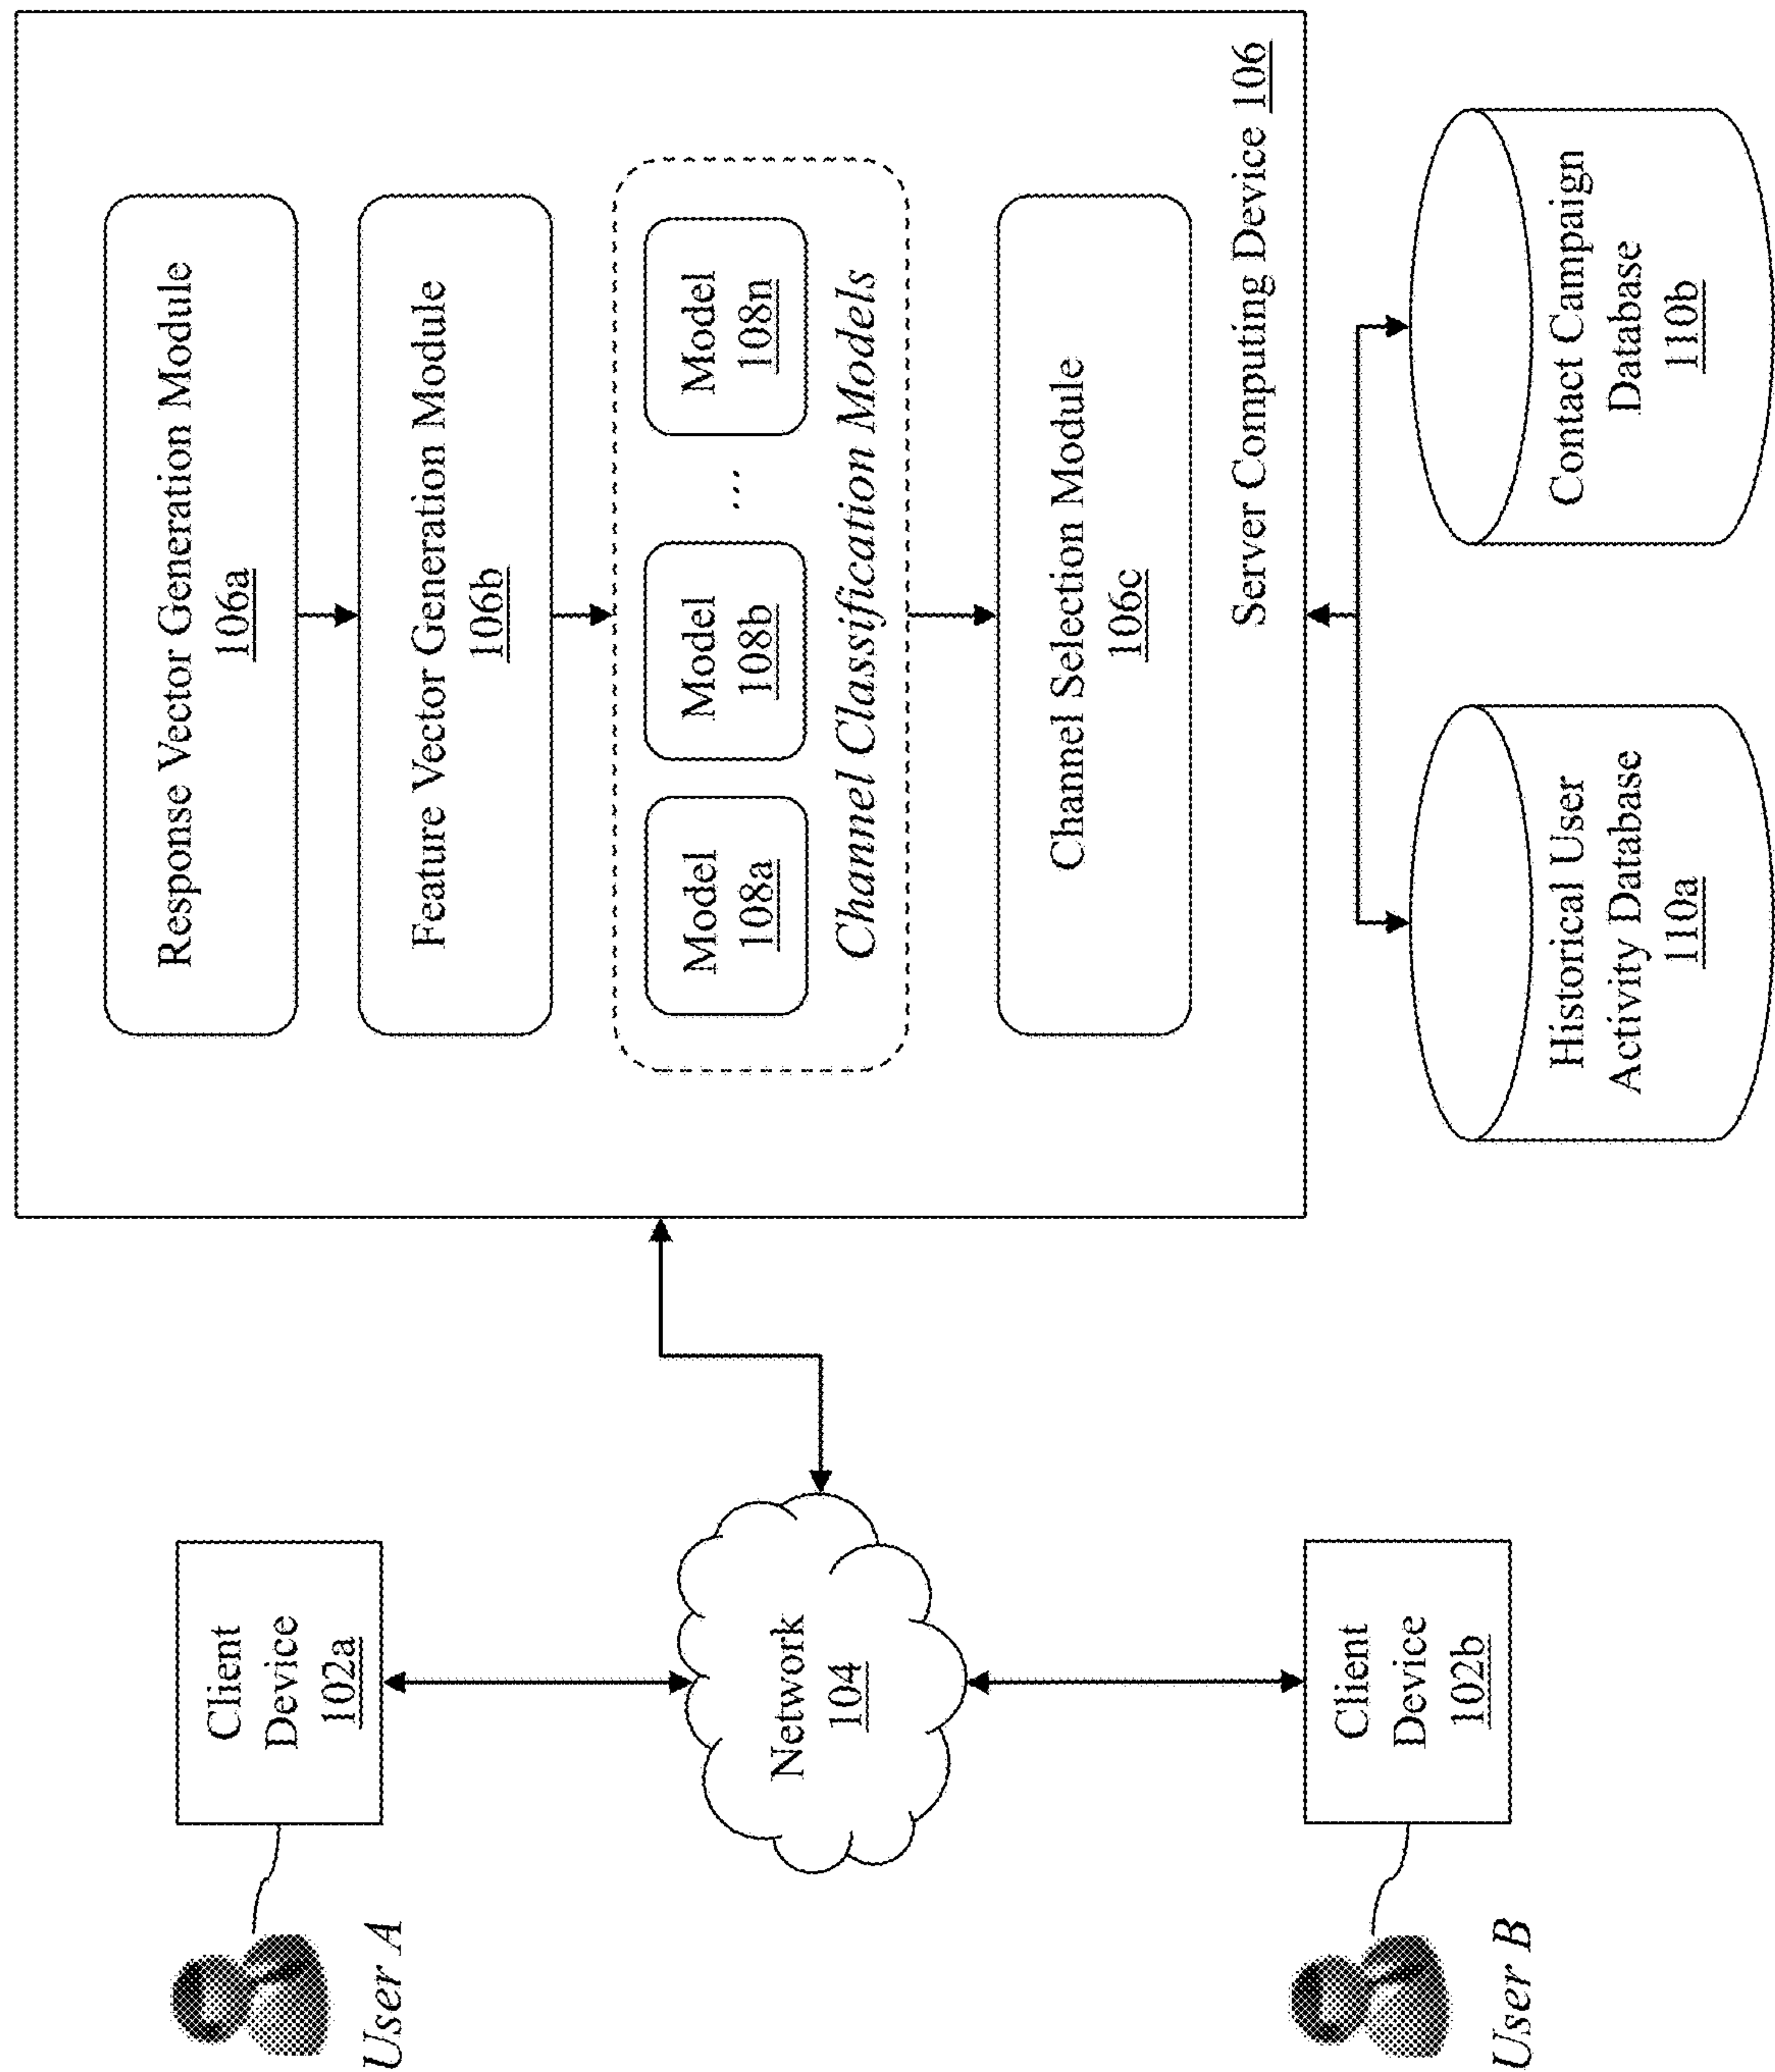 User A
Client
Device
102a
Network
104
User B
Client
Device
102b
Response Vector Generation Module
106a
Feature Vector Generation Module
106b
Model
108a
Model
108b
...
Model
108n
Channel Classification Models
Channel Selection Module
106c
Server Computing Device 106
Historical User
Activity Database
110a
Contact Campaign
Database
110b